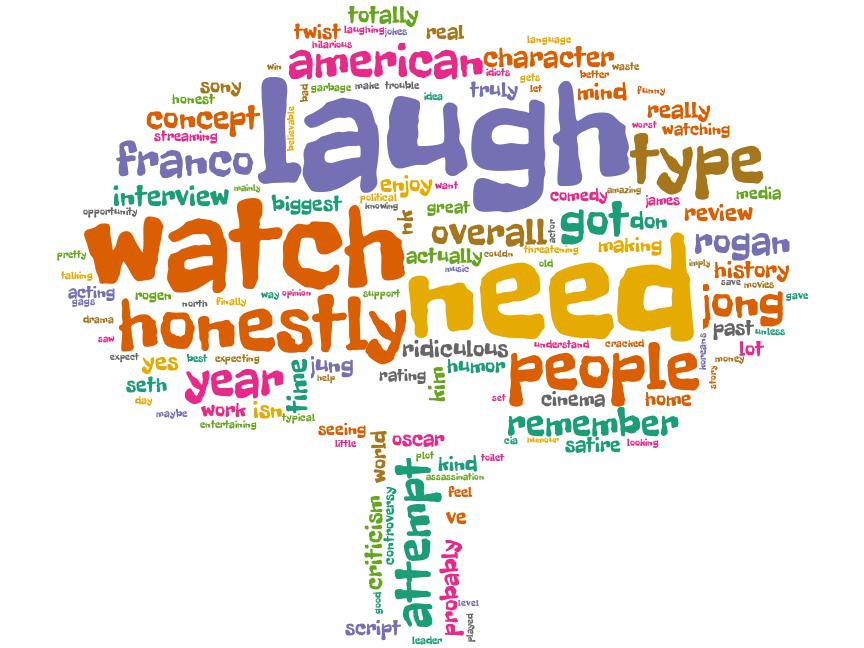 totally
twist laughing jokes real
hilarious language
american character
win idiots gets better waste
sony bad garbage make trouble truly let mind funny
honest idea
laugh
concept believable really
streaming worst watching
franco type
interview mainly enjoy want comedy amazing james media
opportunity biggest political knowing great review
watch nk overall actor got don
making rogan
pretty actually couldn threatening
talking music old imply history
need
acting rogen way opinion support save movies
gags north finally jong gave
drama honestly past unless
saw ridiculous understand cracked koreans lot
expect yes best expecting humor people money
seth year time jung rating kim story
help
day set cinema home
maybe work isn typical
entertaining remember
seeing oscar cia humour satire looking
little world plot kind toilet
attempt assassination
criticism controversy feel
ve
probably
good level
script played
leader